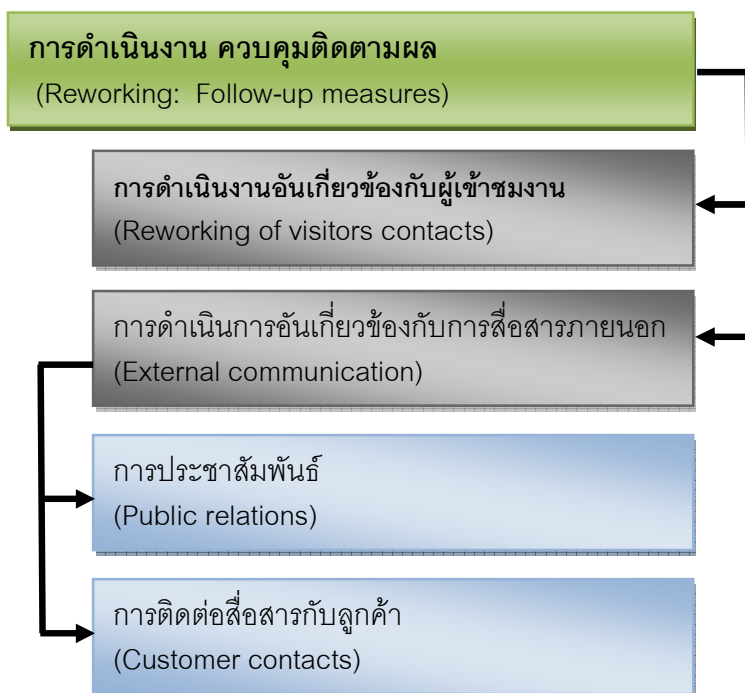 การดำเนินงาน ควบคุมติดตามผล
(Reworking: Follow-up measures)
การดำเนินงานอันเกี่ยวข้องกับผู้เข้าชมงาน
(Reworking of visitors contacts)
การดำเนินการอันเกี่ยวข้องกับการสื่อสารภายนอก
(External communication)
การประชาสัมพันธ์
(Public relations)
การติดต่อสื่อสารกับลูกค้า
(Customer contacts)